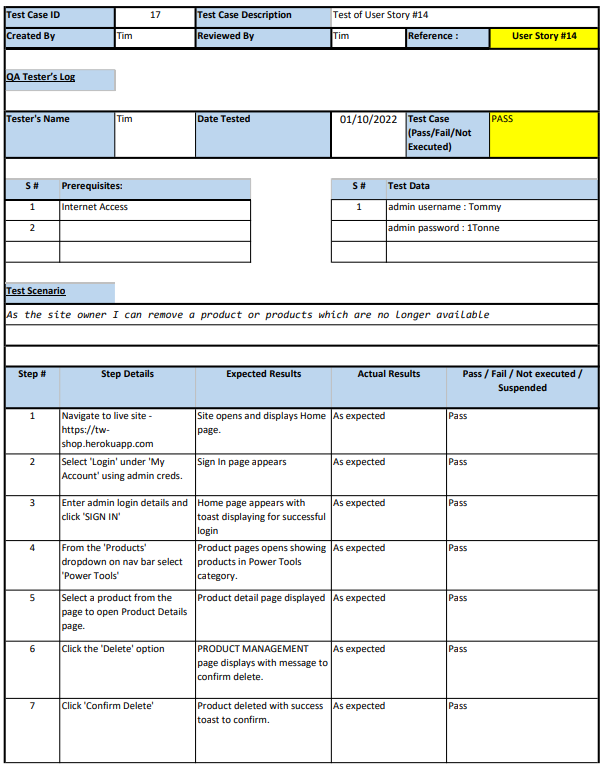 Test Case ID 17 Test Case Description Test of User Story #14
Created By Tim Reviewed By Tim Reference : User Story #14
QA Tester's Log
Tester's Name Tim Date Tested 01/10/2022 Test Case PASS
(Pass/Fail/Not
Executed)
S # Prerequisites: S # Test Data
1 Internet Access 1 admin username : Tommy
2 admin password : 1Tonne
Test Scenario
As the site owner I can remove a product or products which are no longer available
Step # Step Details Expected Results Actual Results Pass / Fail / Not executed /
Suspended
1 Navigate to live site - Site opens and displays Home As expected Pass
https://tw- page.
shop.herokuapp.com
2 Select 'Login' under 'My Sign In page appears As expected Pass
Account' using admin creds.
3 Enter admin login details and Home page appears with As expected Pass
click 'SIGN IN' toast displaying for successful
login
4 From the 'Products' Product pages opens showing As expected Pass
dropdown on nav bar select products in Power Tools
'Power Tools' category.
5 Select a product from the Product detail page displayed As expected Pass
page to open Product Details
page.
6 Click the 'Delete' option PRODUCT MANAGEMENT As expected Pass
page displays with message to
confirm delete.
7 Click 'Confirm Delete' Product deleted with success As expected Pass
toast to confirm.